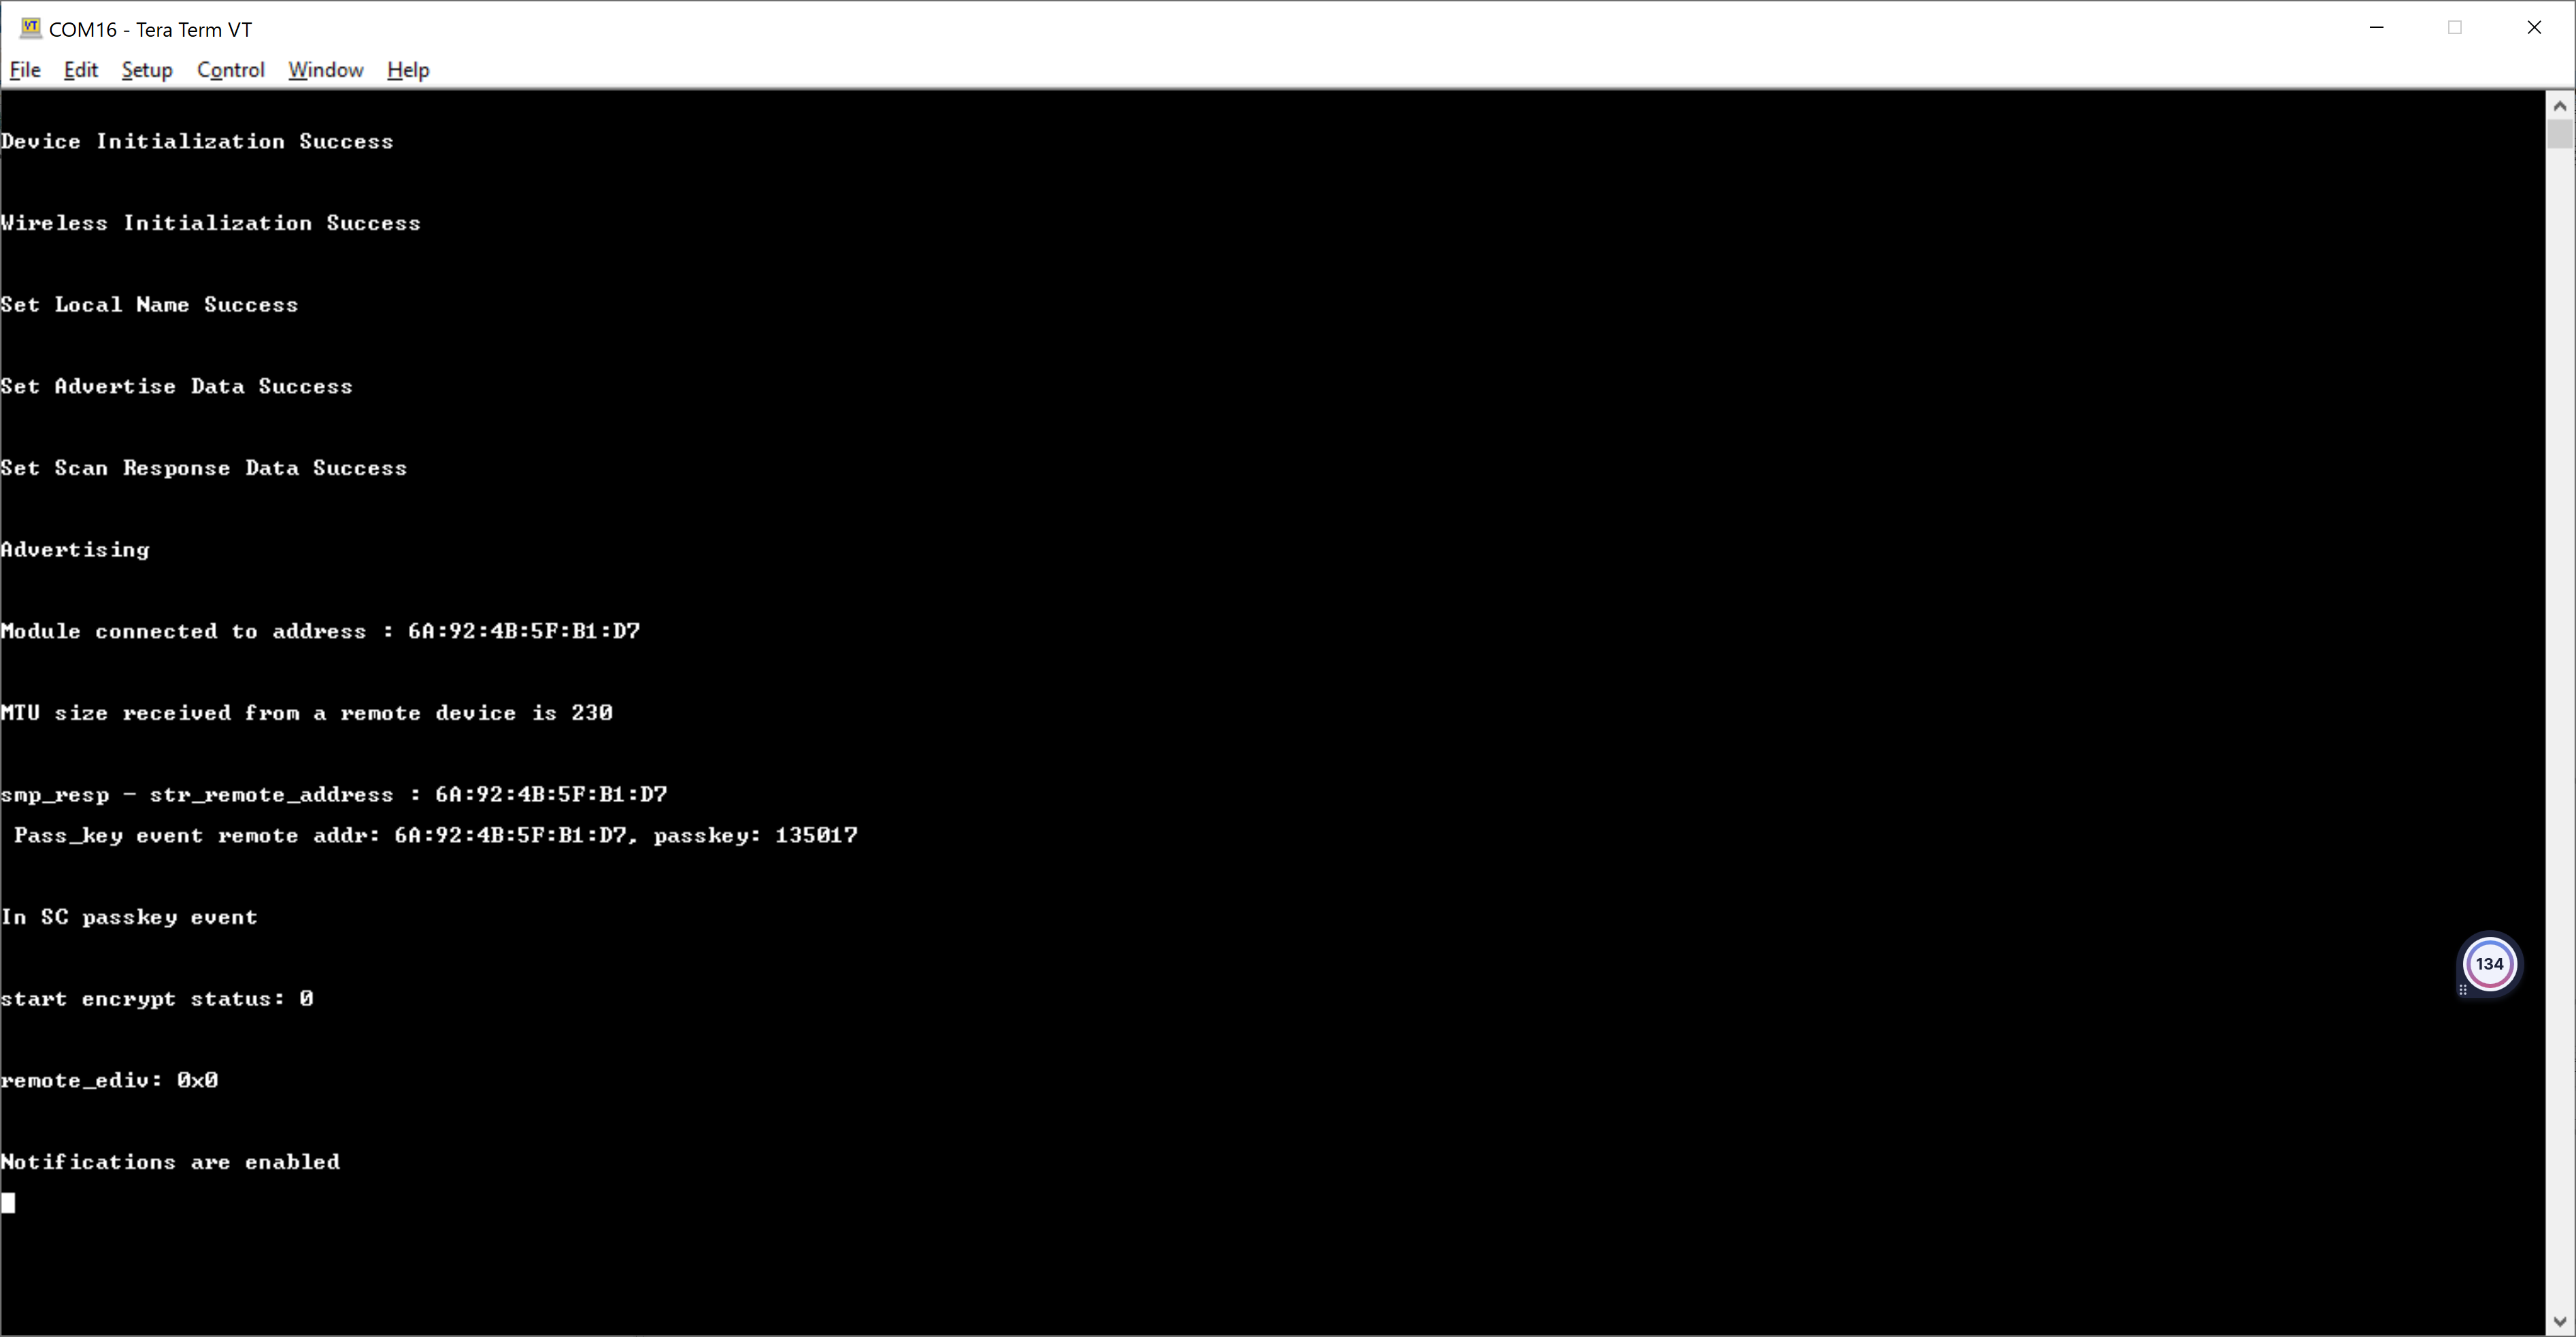 COM16 - Tera Term VT
File Edit Setup Control Window Help
Device Initialization Success
Wireless Initialization Success
Set Local Name Success
Set Advertise Data Success
Set Scan Response Data Success
Advertising
Module connected to address : 6A:92:4B:5F:B1:D7
MTU size received from a remote device is 230
smp_resp - str_remote_address : 6A:92:4B:5F:B1:D7
Pass_key event remote addr: 6A:92:4B:5F:B1:D7, passkey: 135017
In SC passkey event
134
start encrypt status: 0
remote_ediv: 0x0
Notifications are enabled